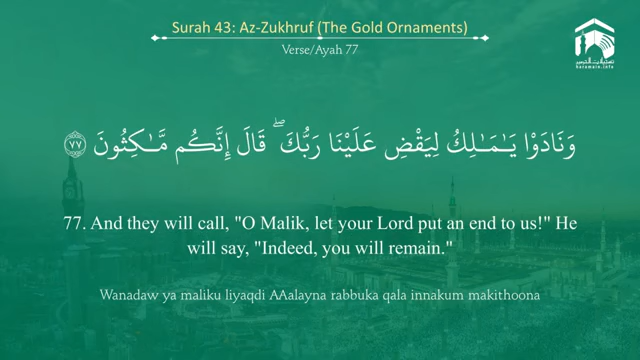 Surah 43: Az-Zukhruf (The Gold Ornaments)
Verse/Ayah 77
haramain.info
وَنَادَوْا۟ يَـٰمَـٰلِكُ لِيَقْضِ عَلَيْنَا رَبُّكَ ۖ قَالَ إِنَّكُم مَّـٰكِثُونَ ٧٧
77. And they will call, "O Malik, let your Lord put an end to us!" He
will say, "Indeed, you will remain."
Wanadaw ya maliku liyaqdi AAalayna rabbuka qala innakum makithoona